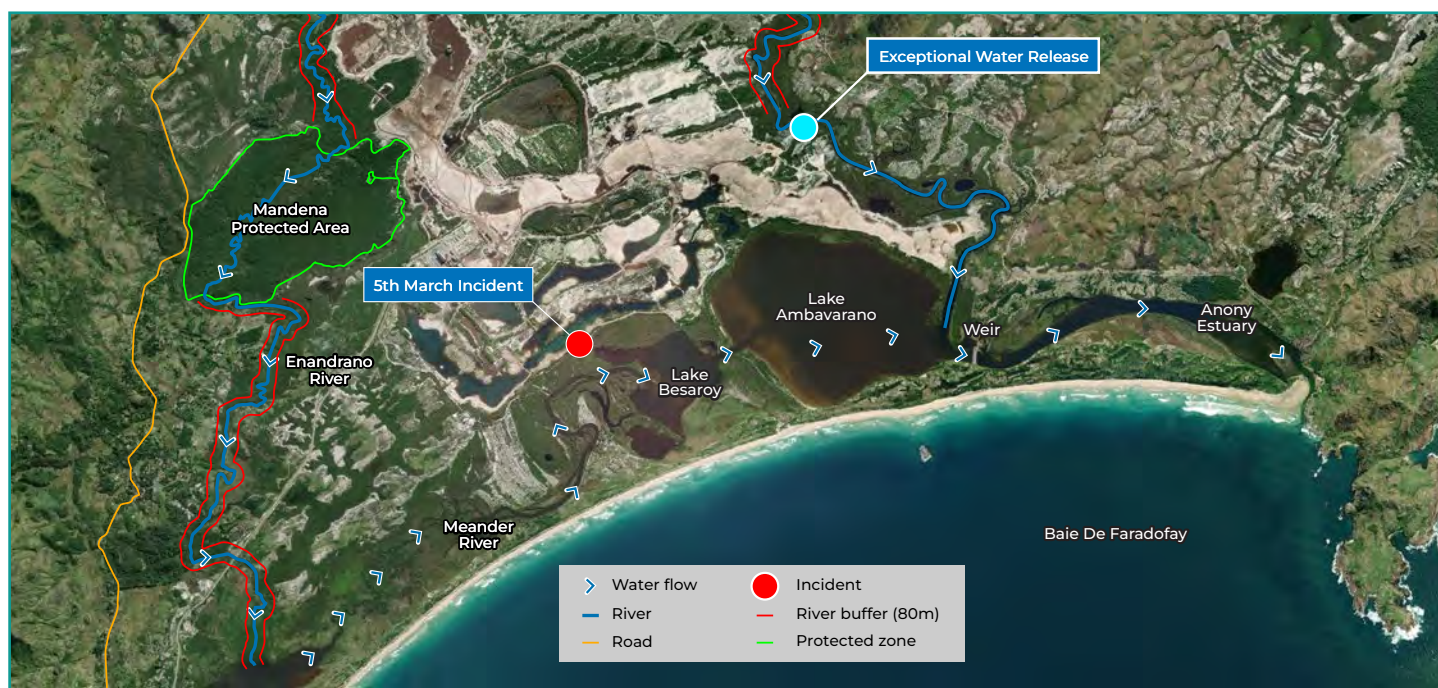 Exceptional Water Release
Mandena
Protected Area
5th March Incident
Lake
Ambavarano
Anony
Estuary
Weir
Enandrano
River
Lake
Besaroy
Meander
River
Baie De Faradofay
Water flow
Incident
River
River buffer (80m)
Road
Protected zone